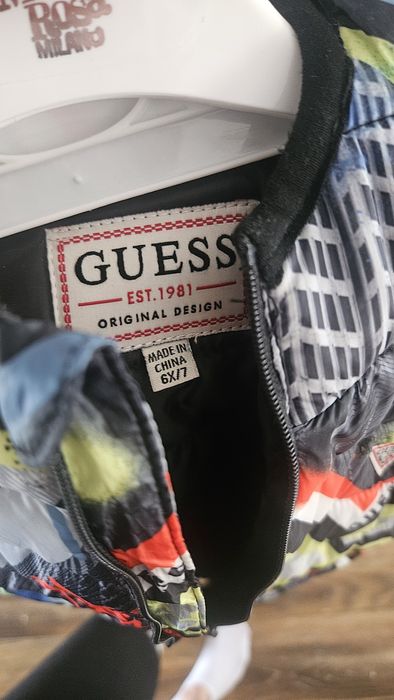 Rosa
MILANO
GUESS
EST.1981
ORIGINAL DESIGN
MADE IN
CHINA
6X/7